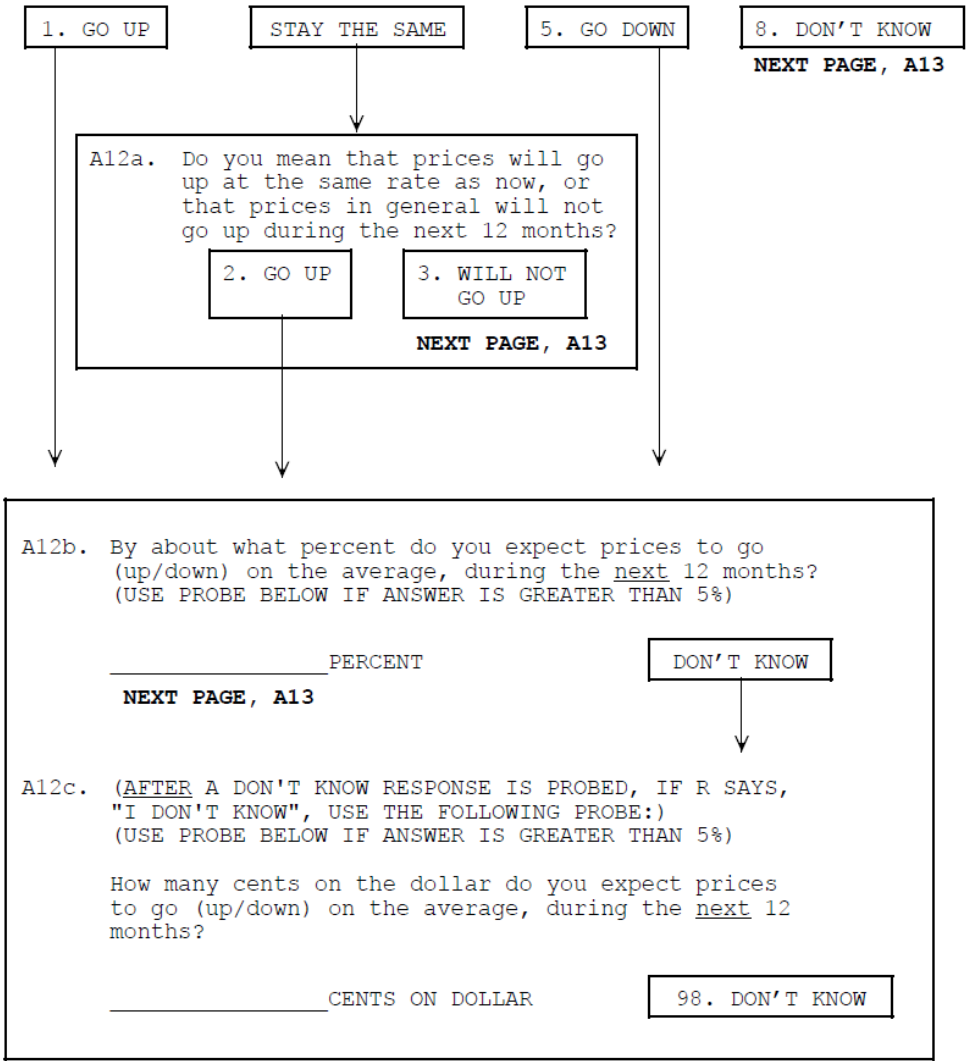 1. GO UP
STAY THE SAME
5. GO DOWN
8. DON'T KNOW
NEXT PAGE, A13
A12a. Do you mean that prices will go
up at the same rate as now, or
that prices in general will not
go up during the next 12 months?
2. GO UP
3. WILL NOT
GO UP
NEXT PAGE, A13
A12b. By about what percent do you expect prices to go
(up/down) on the average, during the next 12 months?
(USE PROBE BELOW IF ANSWER IS GREATER THAN 5%)
PERCENT
DON'T KNOW
NEXT PAGE, A13
A12c. (AFTER A DON'T KNOW RESPONSE IS PROBED, IF R SAYS,
"I DON'T KNOW", USE THE FOLLOWING PROBE:)
(USE PROBE BELOW IF ANSWER IS GREATER THAN 5%)
How many cents on the dollar do you expect prices
to go (up/down) on the average, during the next 12
months?
CENTS ON DOLLAR
98. DON'T KNOW